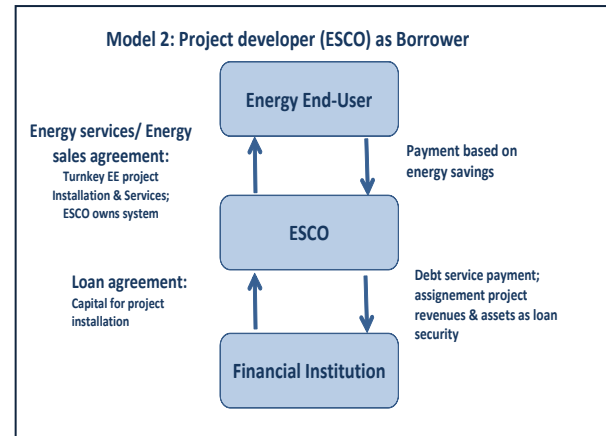 Model 2: Project developer (ESCO) as Borrower
Energy End-User
Energy services/ Energy
sales agreement:
Turnkey EE project
Installation & Services;
ESCO owns system
Payment based on
energy savings
ESCO
Loan agreement:
Capital for project
installation
Debt service payment;
assignement project
revenues & assets as loan
security
Financial Institution